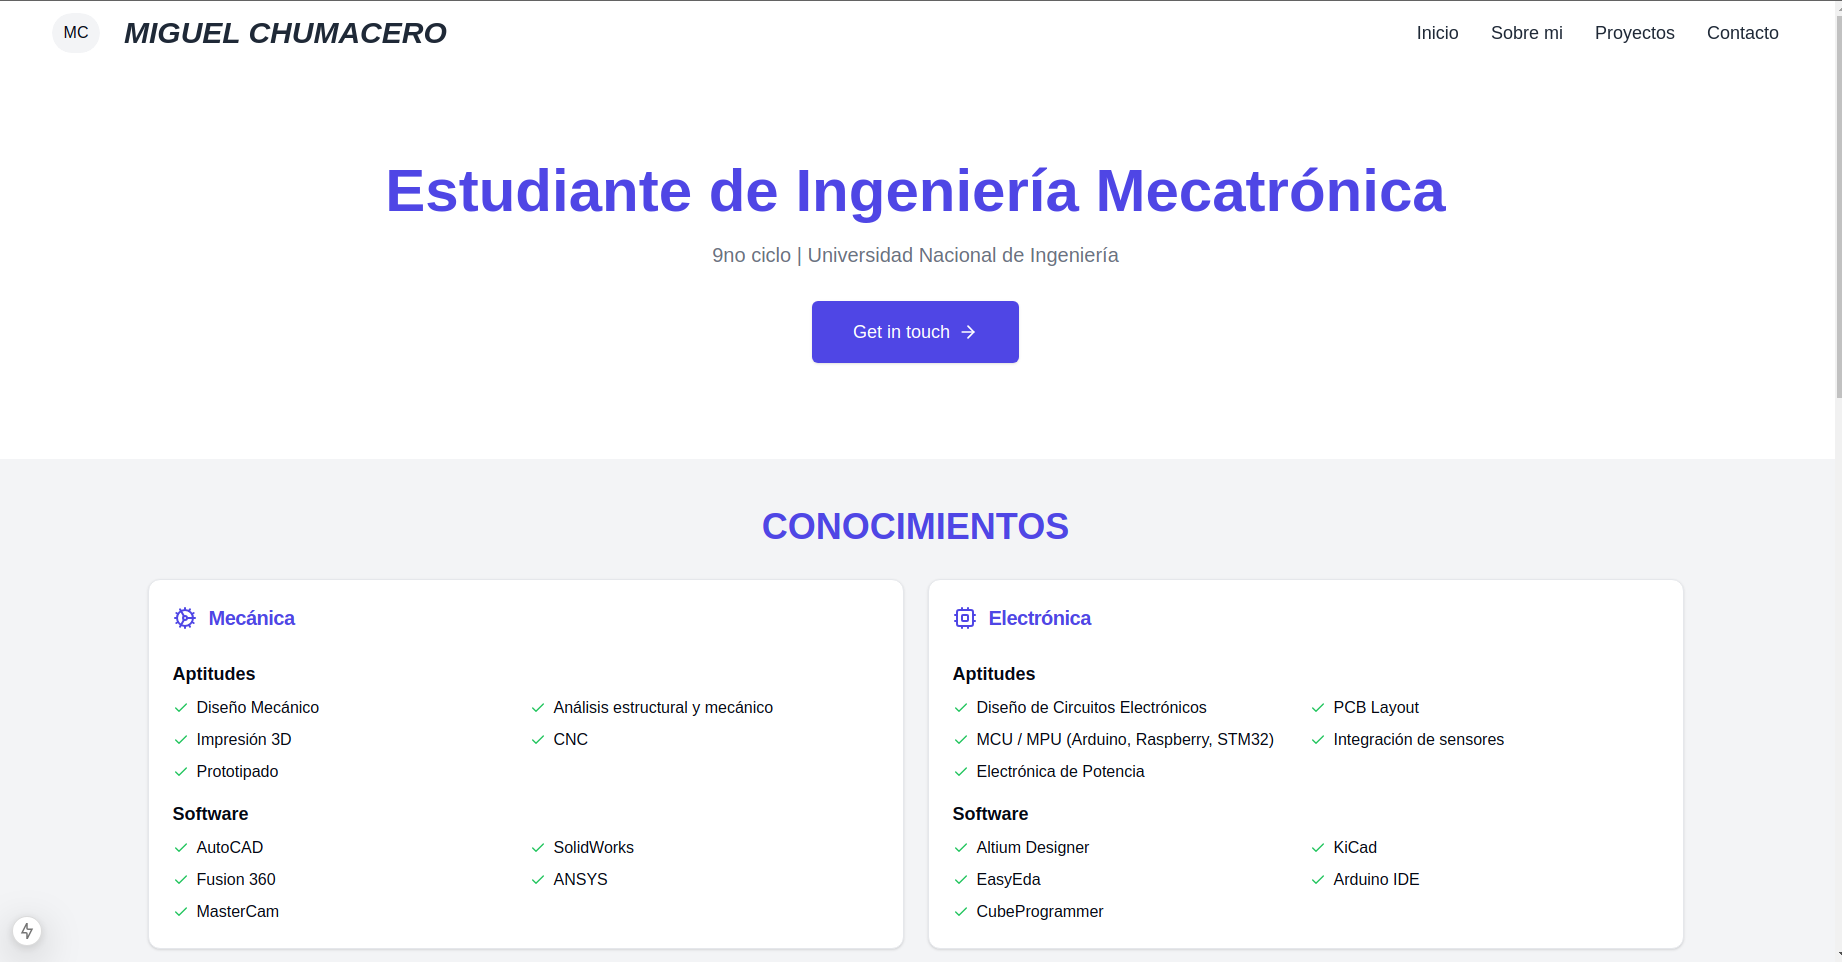 MC MIGUEL CHUMACERO Inicio Sobre mi Proyectos Contacto
Estudiante de Ingeniería Mecatrónica
9no ciclo | Universidad Nacional de Ingeniería
Get in touch
CONOCIMIENTOS
Mecánica
Aptitudes
Diseño Mecánico
Análisis estructural y mecánico
Impresión 3D
CNC
Prototipado
Software
AutoCAD
SolidWorks
Fusion 360
ANSYS
MasterCam
Electrónica
Aptitudes
Diseño de Circuitos Electrónicos
PCB Layout
MCU / MPU (Arduino, Raspberry, STM32)
Integración de sensores
Electrónica de Potencia
Software
Altium Designer
KiCad
EasyEda
Arduino IDE
CubeProgrammer